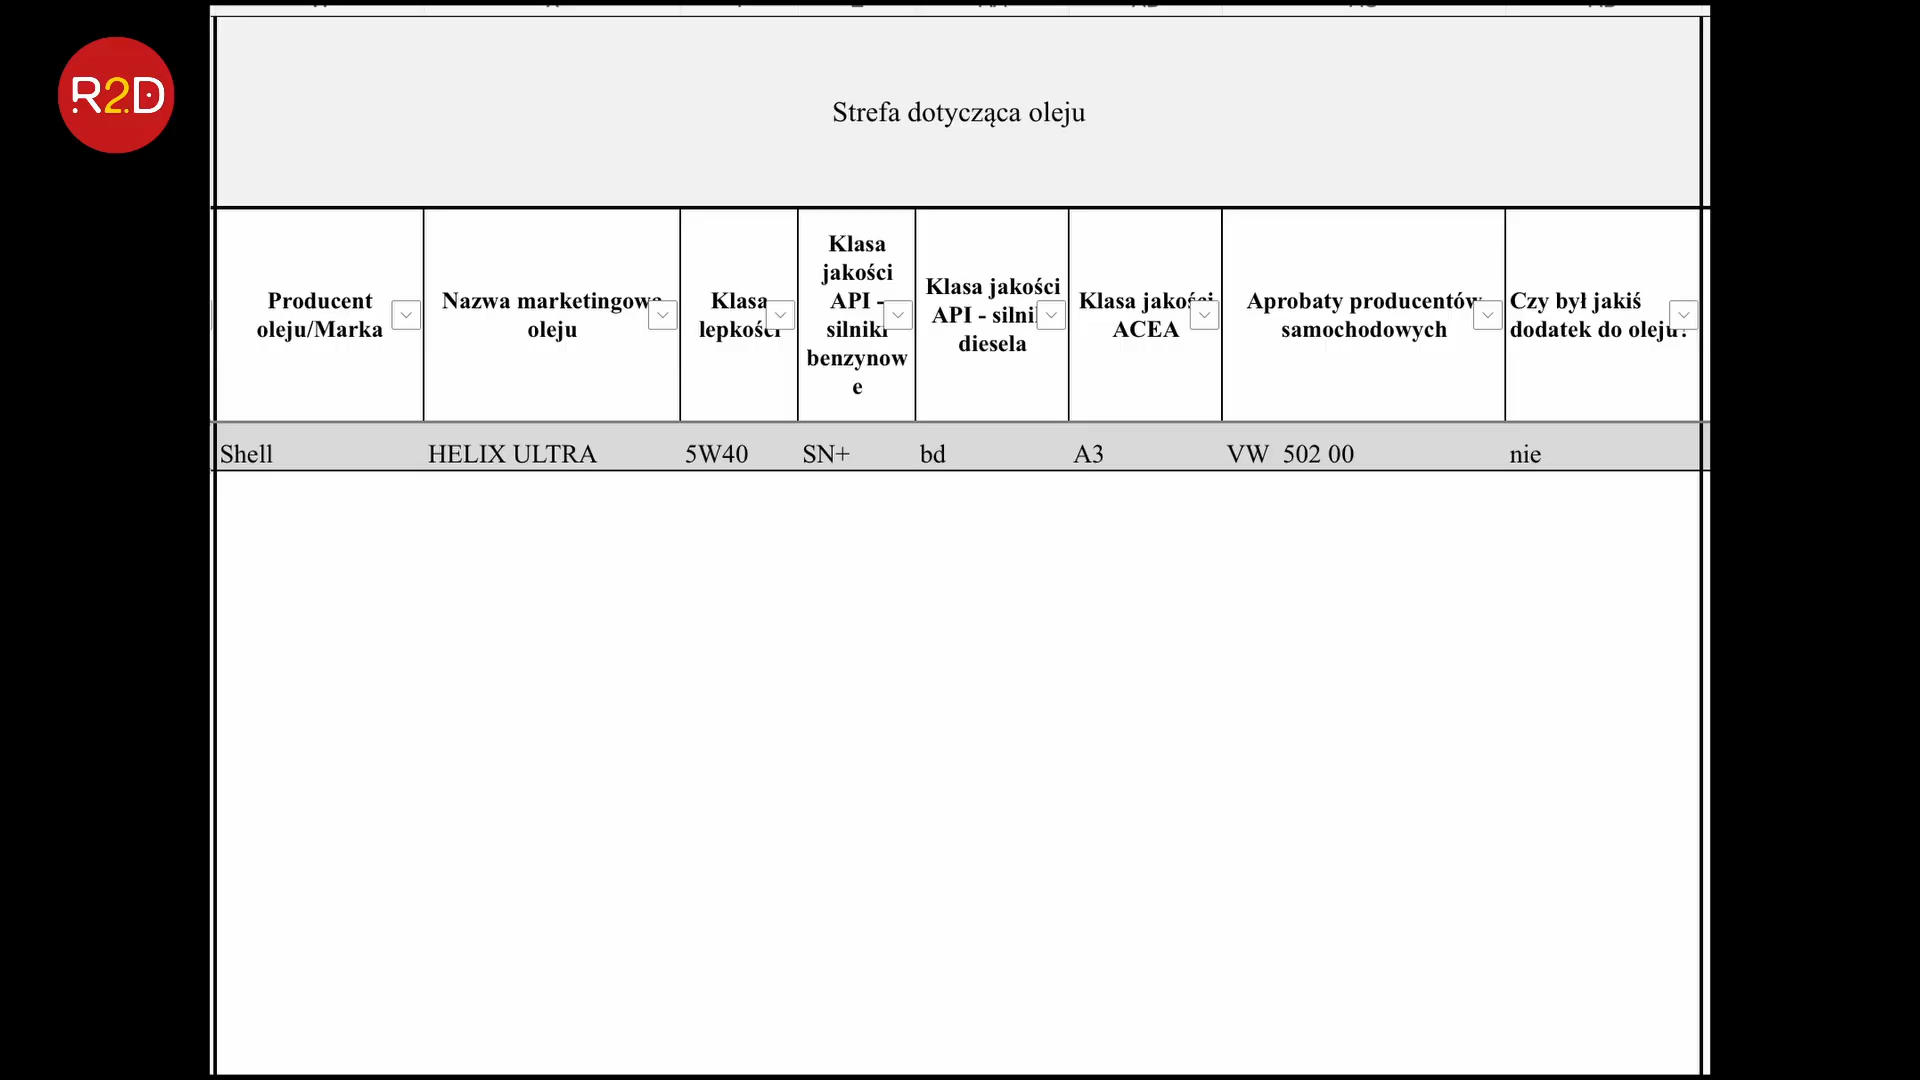 R2D
Strefa dotycząca oleju
Producent
oleju/Marka
Nazwa marketingowa
oleju
Klasa
lepkości
Klasa
jakości
API -
silniki
benzynow
e
Klasa jakości
API - silniki
diesela
Klasa jakości
ACEA
Aprobaty producentów
samochodowych
Czy był jakiś
dodatek do oleju?
Shell
HELIX ULTRA
5W40
SN+
bd
A3
VW 502 00
nie